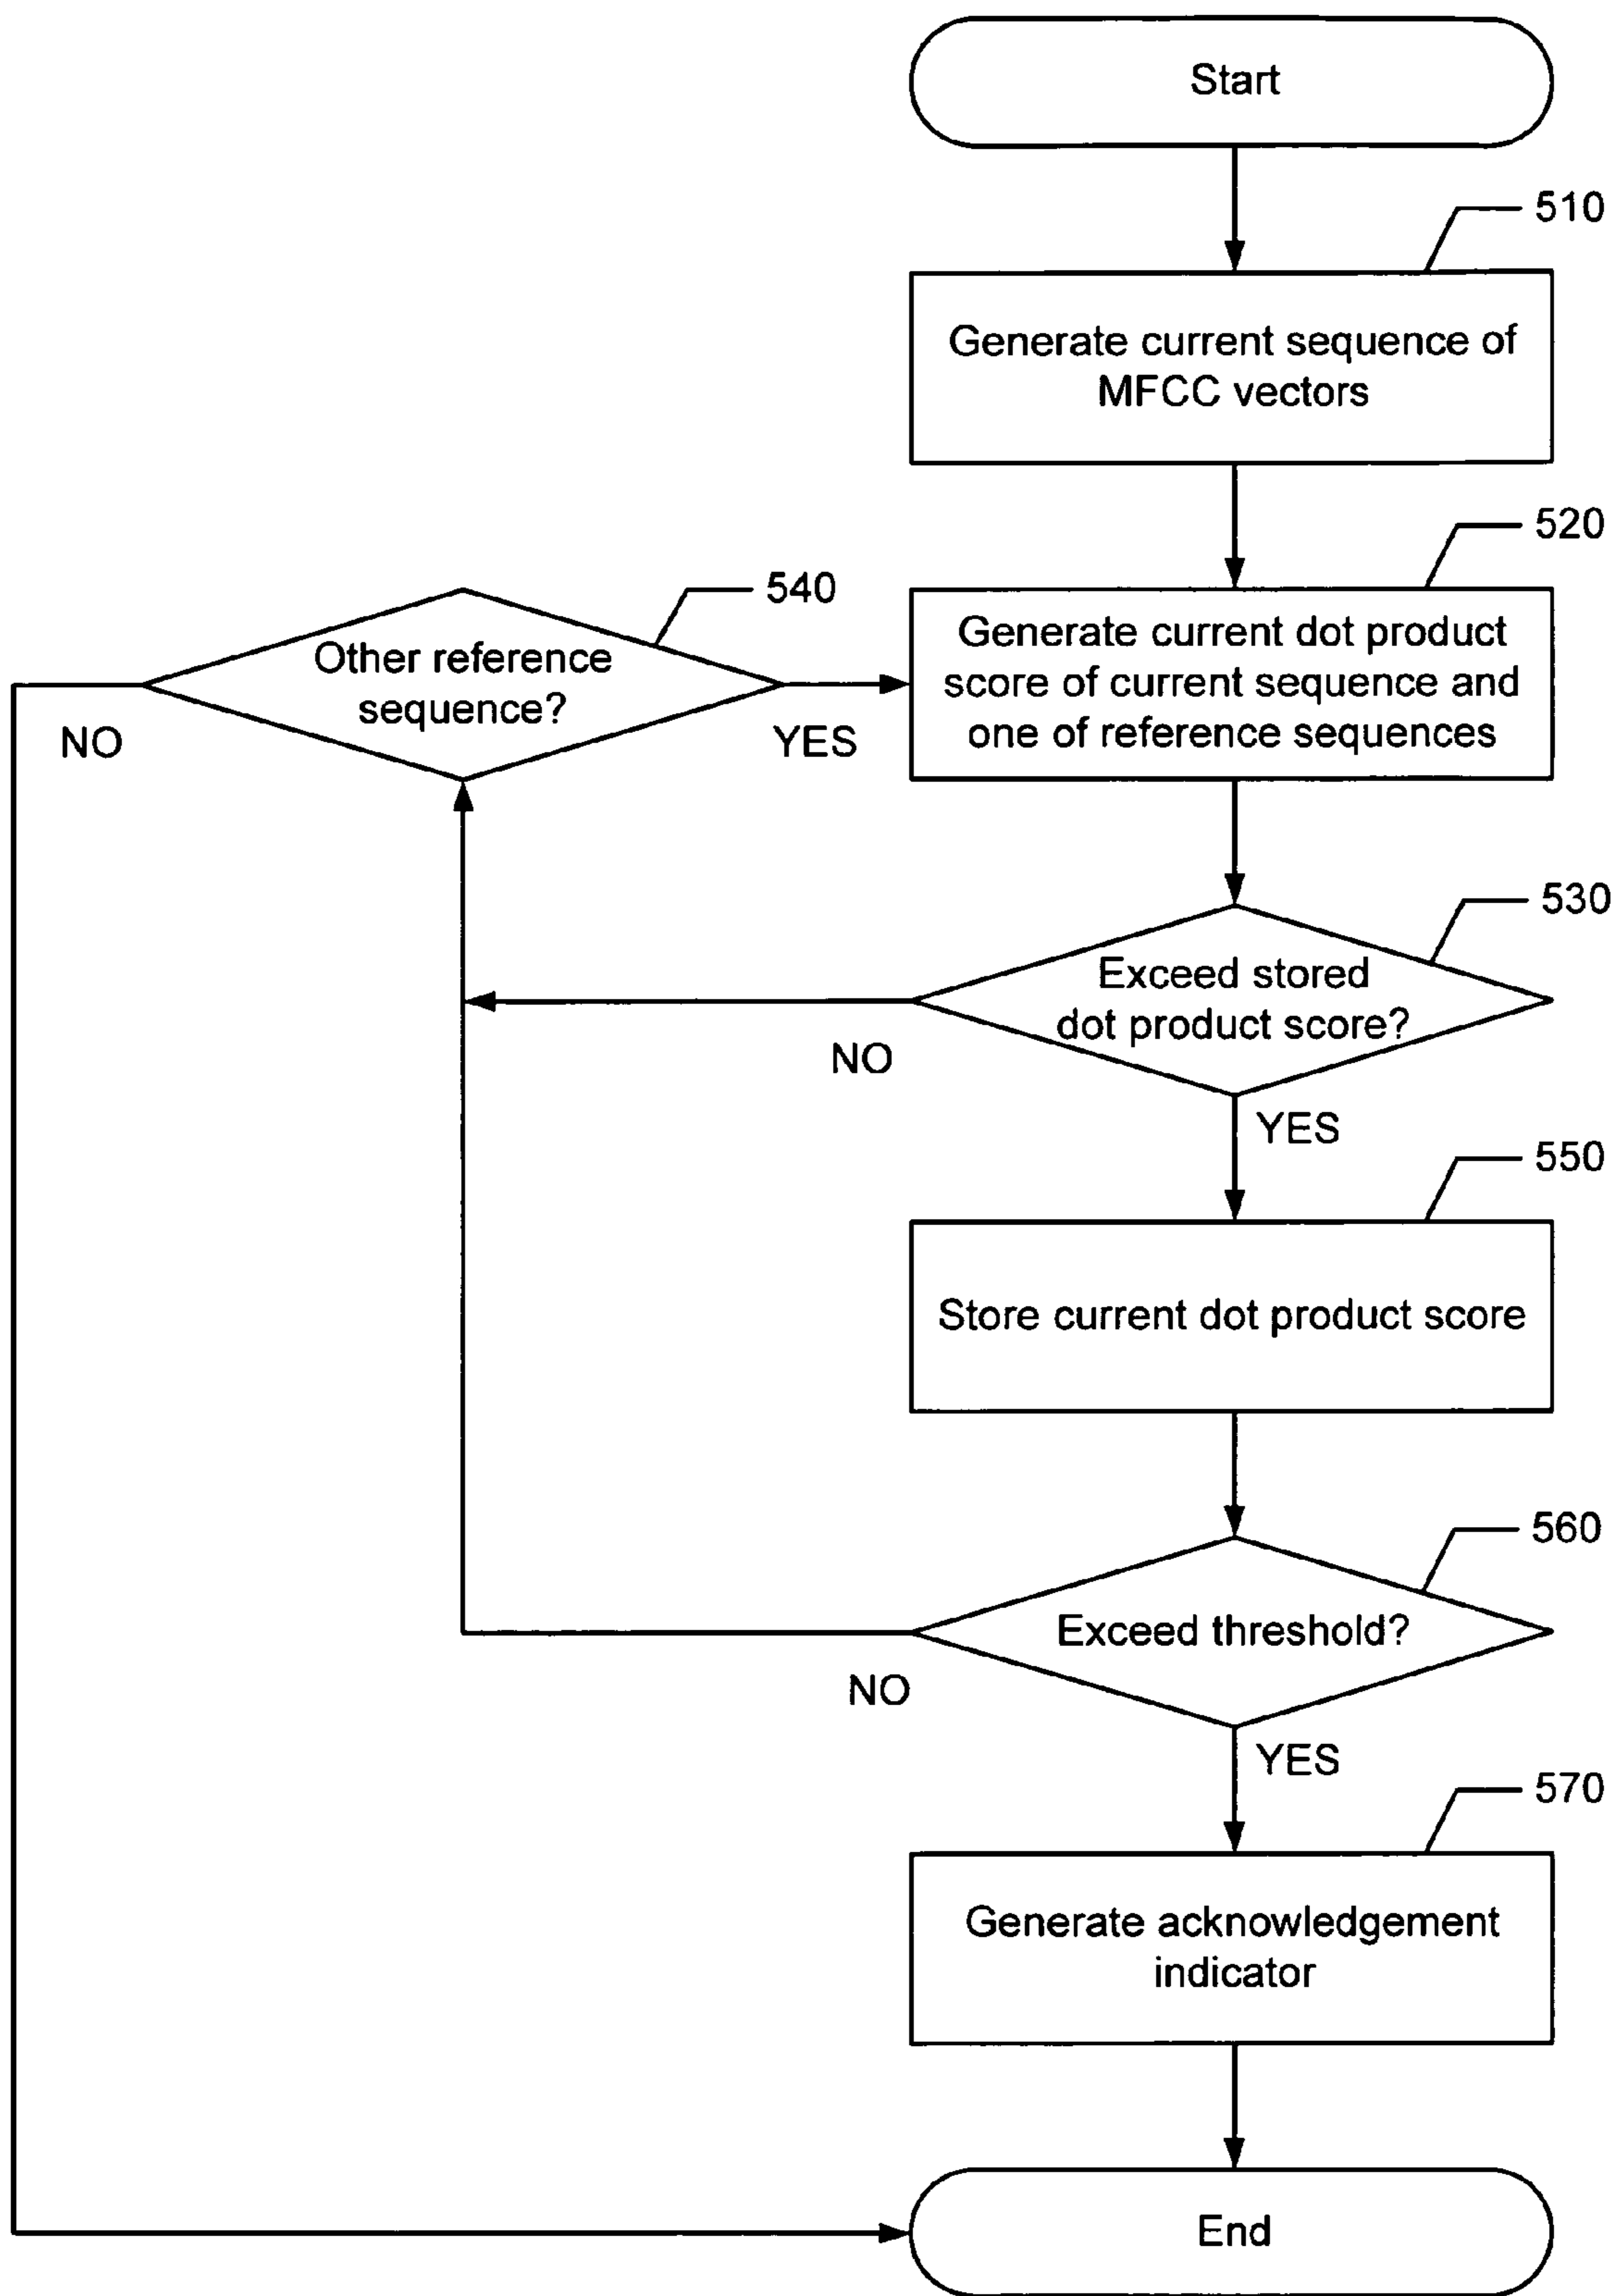 Start
510
Generate current sequence of
MFCC vectors
520
540
Other reference
sequence?
NO
YES
Generate current dot product
score of current sequence and
one of reference sequences
530
Exceed stored
dot product score?
NO
YES
550
Store current dot product score
560
Exceed threshold?
NO
YES
570
Generate acknowledgement
indicator
End